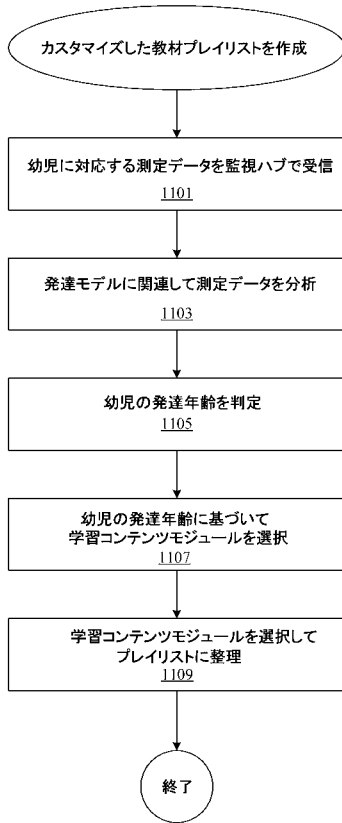 カスタマイズした教材プレイリストを作成
幼児に対応する測定データを監視ハブで受信
1101
発達モデルに関連して測定データを分析
1103
幼児の発達年齢を判定
1105
幼児の発達年齢に基づいて
学習コンテンツモジュールを選択
1107
学習コンテンツモジュールを選択して
プレイリストに整理
1109
終了